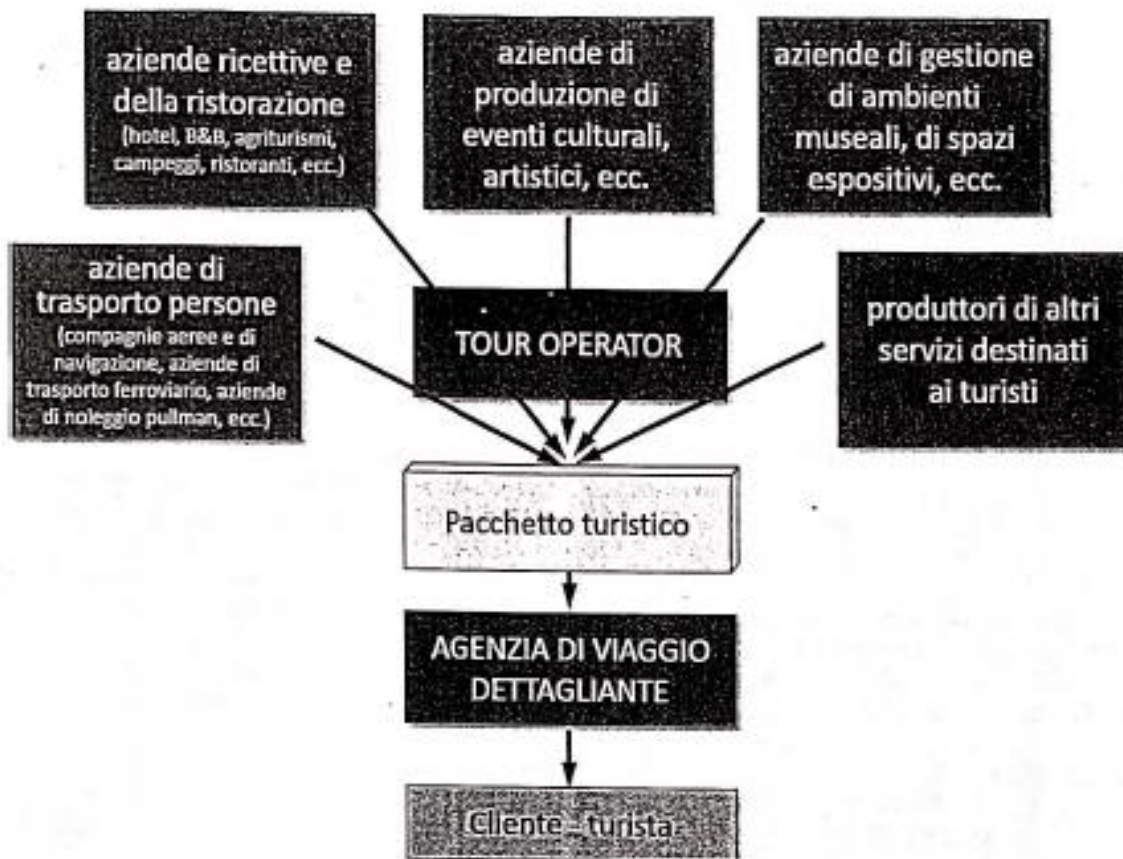 aziende ricettive e
della ristorazione
(hotel, B&B, agriturismi,
campeggi, ristoranti, ecc.)
aziende di
produzione di
eventi culturali,
artistici, ecc.
aziende di gestione
di ambienti
museali, di spazi
espositivi, ecc.
aziende di
trasporto persone
(compagnie aeree e di
navigazione, aziende di
trasporto ferroviario, aziende
di noleggio pullman, ecc.)
TOUR OPERATOR
produttori di altri
servizi destinati
ai turisti
Pacchetto turistico
AGENZIA DI VIAGGIO
DETTAGLIANTE
Cliente - turista